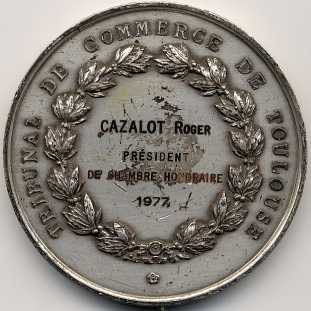 TRIBUNAL DE COMMERCE DE TOULOUSE
CAZALOT ROGER
PRÉSIDENT
DE CHAMBRE HONORAIRE
1977